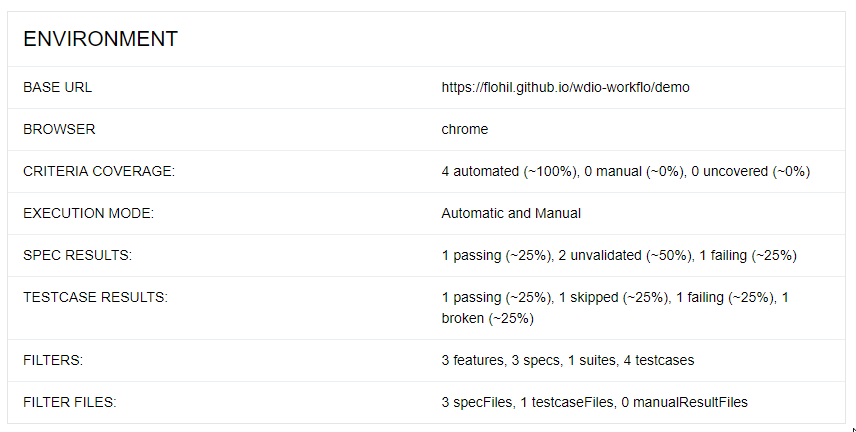 ENVIRONMENT
BASE URL https://flohil.github.io/wdio-workflo/demo
BROWSER chrome
CRITERIA COVERAGE: 4 automated (~100%), 0 manual (~0%), 0 uncovered (~0%)
EXECUTION MODE: Automatic and Manual
SPEC RESULTS: 1 passing (~25%), 2 unvalidated (~50%), 1 failing (~25%)
TESTCASE RESULTS: 1 passing (~25%), 1 skipped (~25%), 1 failing (~25%), 1
broken (~25%)
FILTERS: 3 features, 3 specs, 1 suites, 4 testcases
FILTER FILES: 3 specFiles, 1 testcaseFiles, 0 manualResultFiles